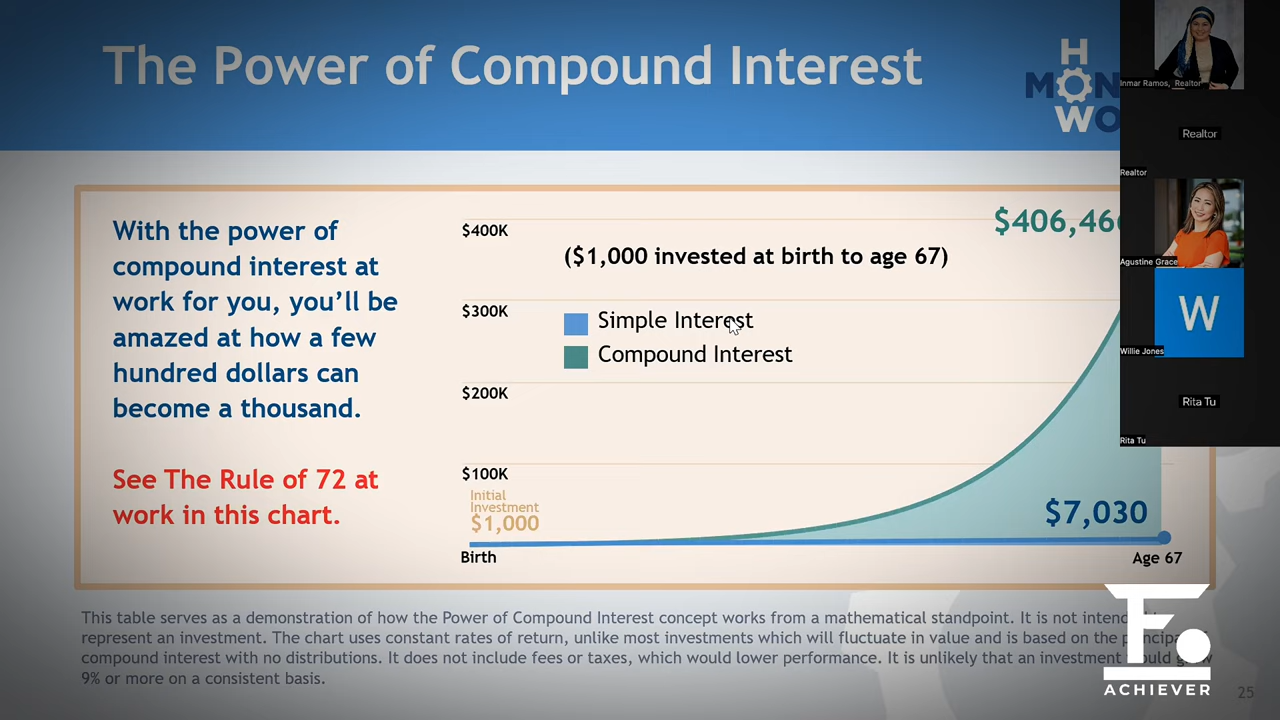 The Power of Compound Interest
H
MON
W
Inmar Ramos, Realtor
Realtor
Realtor
Agustine Grace
W
Willie Jones
Rita Tu
Rita Tu
With the power of
compound interest at
work for you, you'll be
amazed at how a few
hundred dollars can
become a thousand.
See The Rule of 72 at
work in this chart.
$400K
$406,46
($1,000 invested at birth to age 67)
$300K
Simple Interest
Compound Interest
$200K
$100K
Initial
Investment
$1,000
$7,030
Birth
Age 67
This table serves as a demonstration of how the Power of Compound Interest concept works from a mathematical standpoint. It is not
represent an investment. The chart uses constant rates of return, unlike most investments which will fluctuate in value and is based on the
compound interest with no distributions. It does not include fees or taxes, which would lower performance. It is unlikely that an investment
9% or more on a consistent basis.
ACHIEVER
25